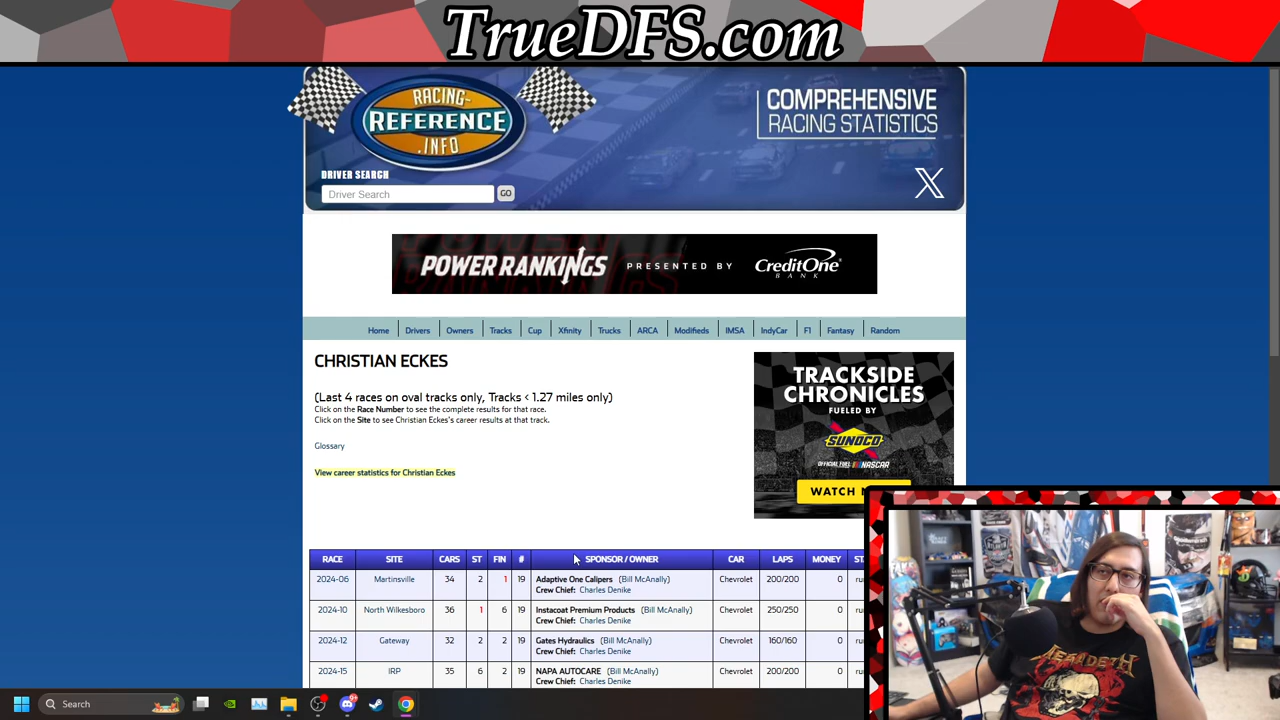 TrueDFS.com
RACING-
REFERENCE
.INFO
COMPREHENSIVE
RACING STATISTICS
DRIVER SEARCH
Driver Search GO
POWER RANKINGS PRESENTED BY CreditOne BANK
Home Drivers Owners Tracks Cup Xfinity Trucks ARCA Modifieds IMSA IndyCar F1 Fantasy Random
CHRISTIAN ECKES
(Last 4 races on oval tracks only, Tracks < 1.27 miles only)
Click on the Race Number to see the complete results for that race.
Click on the Site to see Christian Eckes's career results at that track.
Glossary
View career statistics for Christian Eckes
TRACKSIDE
CHRONICLES
FUELED BY
SUNOCO
OFFICIAL FUEL NASCAR
WATCH
RACE SITE CARS ST FIN # SPONSOR / OWNER CAR LAPS MONEY
2024-06 Martinsville 34 2 1 19 Adaptive One Calipers (Bill McAnally) Chevrolet 200/200 0
Crew Chief: Charles Denike
2024-10 North Wilkesboro 36 1 6 19 Instacoat Premium Products (Bill McAnally) Chevrolet 250/250 0
Crew Chief: Charles Denike
2024-12 Gateway 32 2 2 19 Gates Hydraulics (Bill McAnally) Chevrolet 160/160 0
Crew Chief: Charles Denike
2024-15 IRP 35 6 2 19 NAPA AUTOCARE (Bill McAnally) Chevrolet 200/200 0
Crew Chief: Charles Denike
MEGADETH
Search